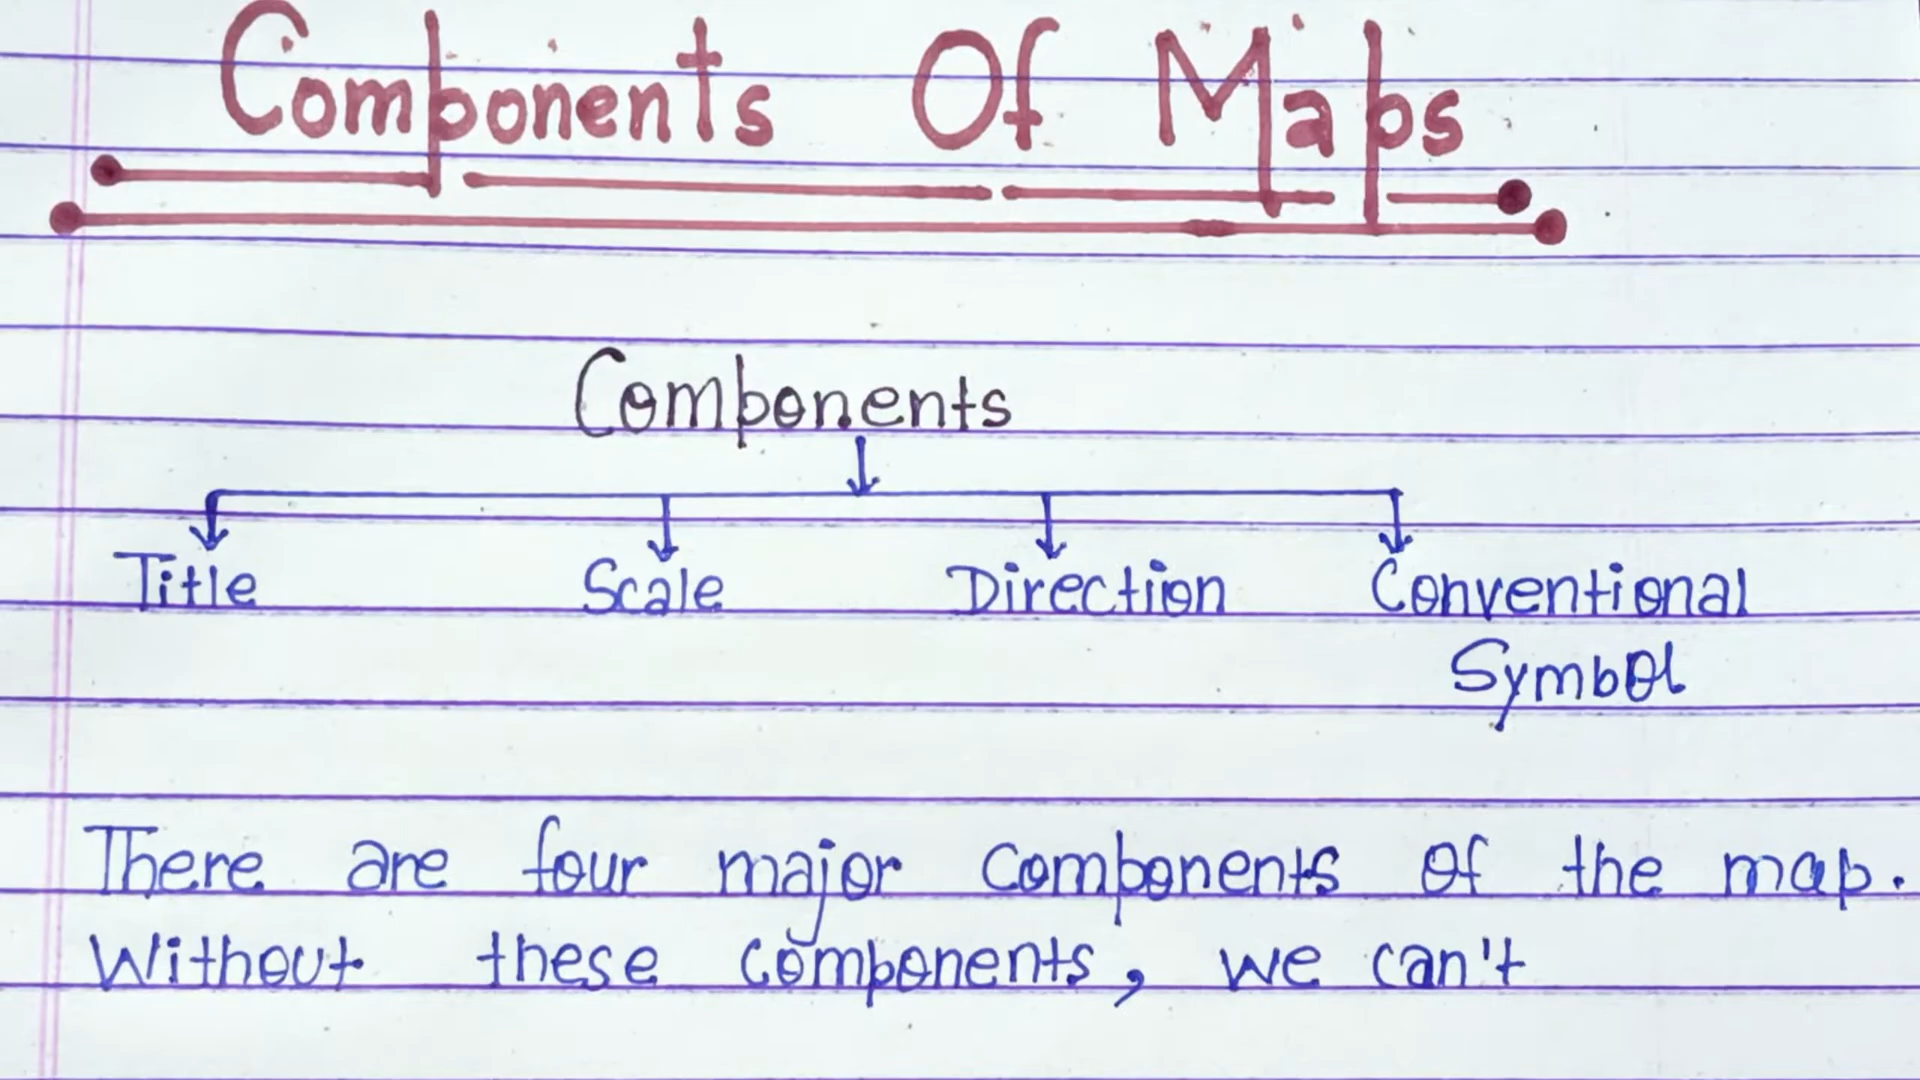 Components Of Maps
Components
Title Scale Direction Conventional
Symbol
There are four major components of the map.
Without these components, we can't